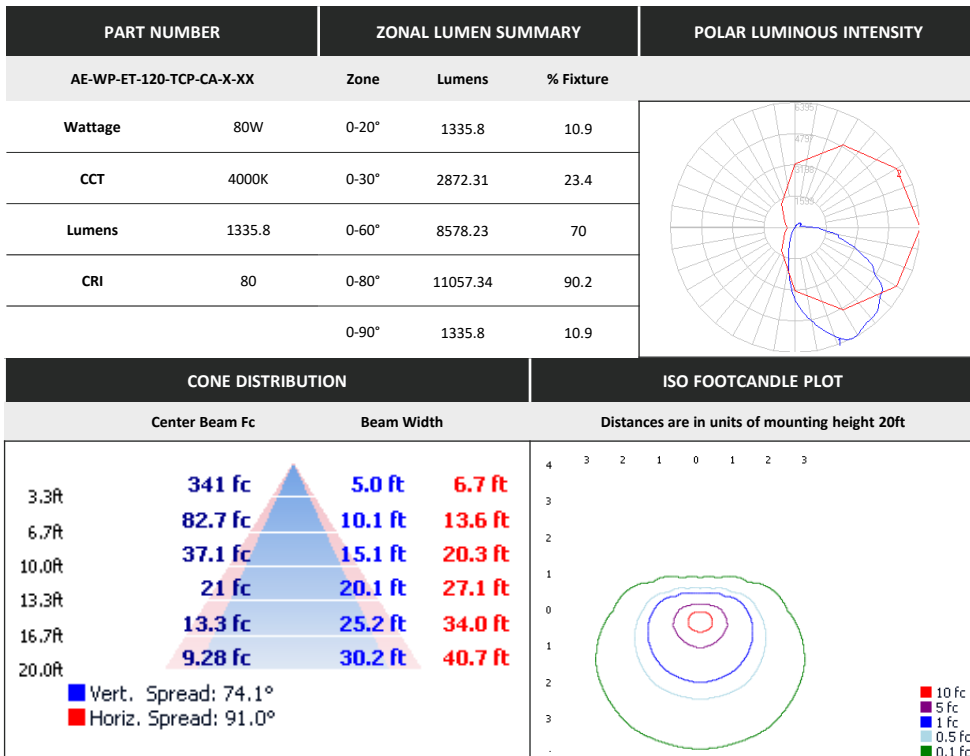 PART NUMBER ZONAL LUMEN SUMMARY POLAR LUMINOUS INTENSITY
AE-WP-ET-120-TCP-CA-X-XX Zone Lumens % Fixture
Wattage 80W 0-20° 1335.8 10.9
CCT 4000K 0-30° 2872.31 23.4
Lumens 1335.8 0-60° 8578.23 70
CRI 80 0-80° 11057.34 90.2
0-90° 1335.8 10.9
6395
4797
3198
1599
2
1
CONE DISTRIBUTION ISO FOOTCANDLE PLOT
Center Beam Fc Beam Width Distances are in units of mounting height 20ft
3.3ft 341 fc 5.0 ft 6.7 ft
6.7ft 82.7 fc 10.1 ft 13.6 ft
10.0ft 37.1 fc 15.1 ft 20.3 ft
13.3ft 21 fc 20.1 ft 27.1 ft
16.7ft 13.3 fc 25.2 ft 34.0 ft
20.0ft 9.28 fc 30.2 ft 40.7 ft
Vert. Spread: 74.1°
Horiz. Spread: 91.0°
3 2 1 0 1 2 3
4
3
2
1
0
1
2
3
10 fc
5 fc
1 fc
0.5 fc
0.1 fc